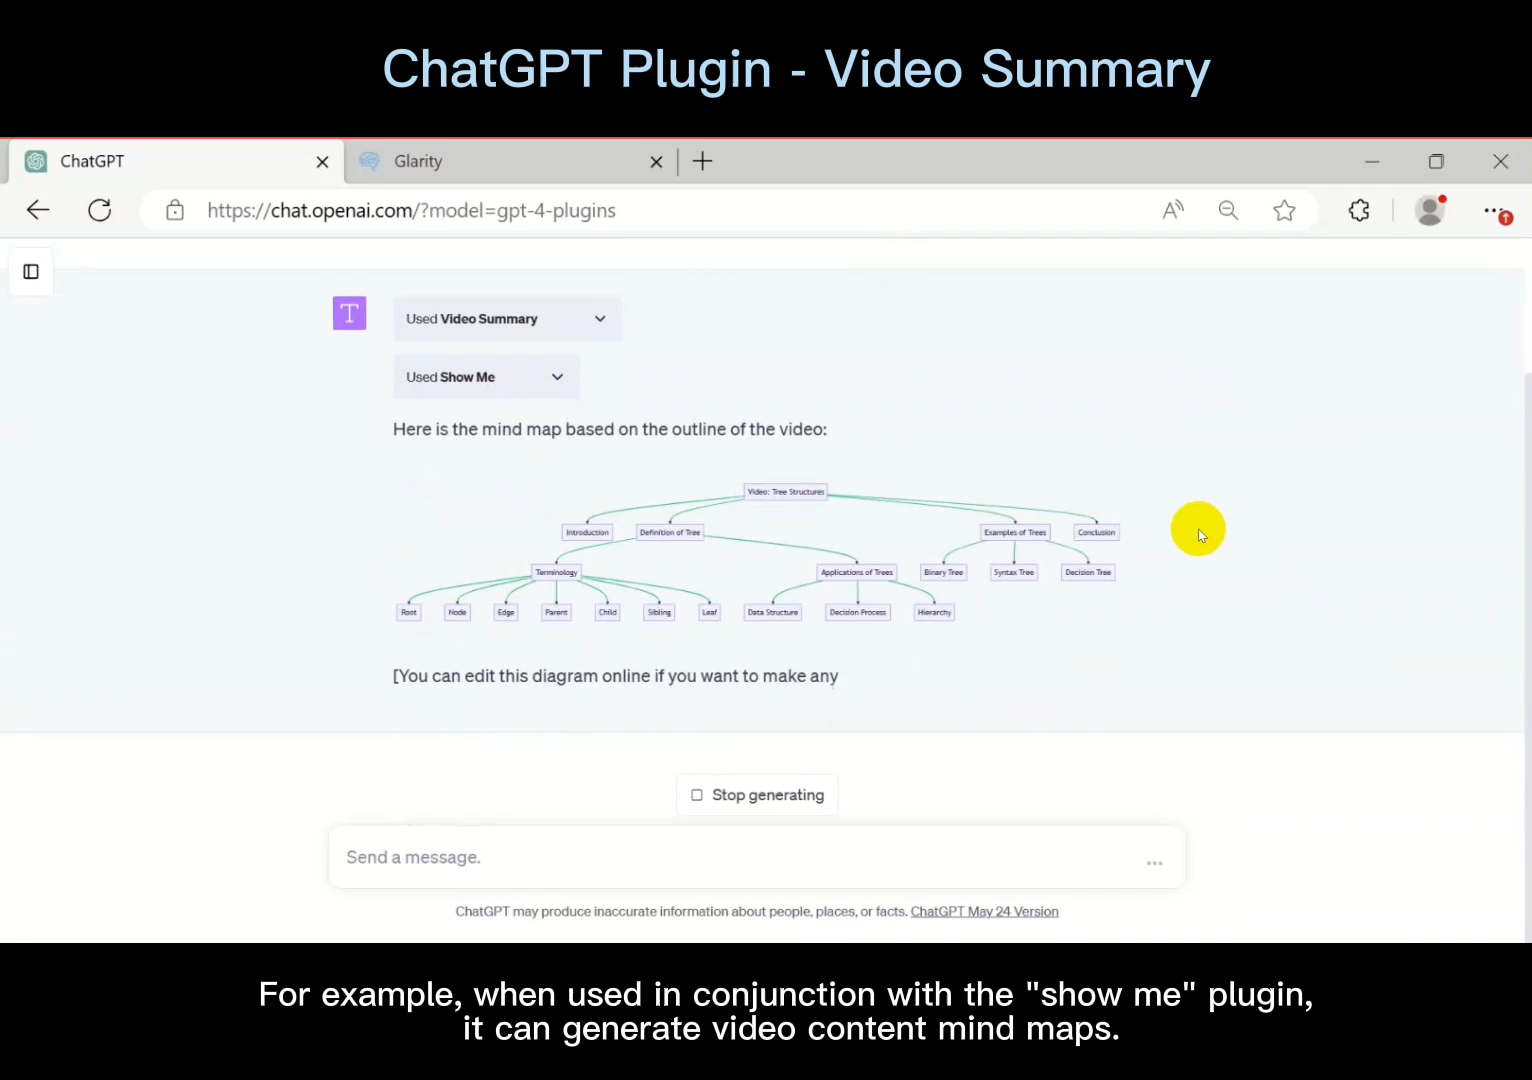 ChatGPT Plugin - Video Summary
ChatGPT
Glarity
https://chat.openai.com/?model=gpt-4-plugins
T
Used Video Summary
Used Show Me
Here is the mind map based on the outline of the video:
Video: Tree Structures
Introduction
Definition of Tree
Examples of Trees
Conclusion
Terminology
Applications of Trees
Binary Tree
Syntax Tree
Decision Tree
Root
Node
Edge
Parent
Child
Sibling
Leaf
Data Structure
Decision Process
Hierarchy
[You can edit this diagram online if you want to make any
Stop generating
Send a message.
ChatGPT may produce inaccurate information about people, places, or facts. ChatGPT May 24 Version
For example, when used in conjunction with the "show me" plugin,
it can generate video content mind maps.